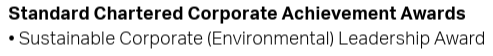 Standard Chartered Corporate Achievement Awards
• Sustainable Corporate (Environmental) Leadership Award